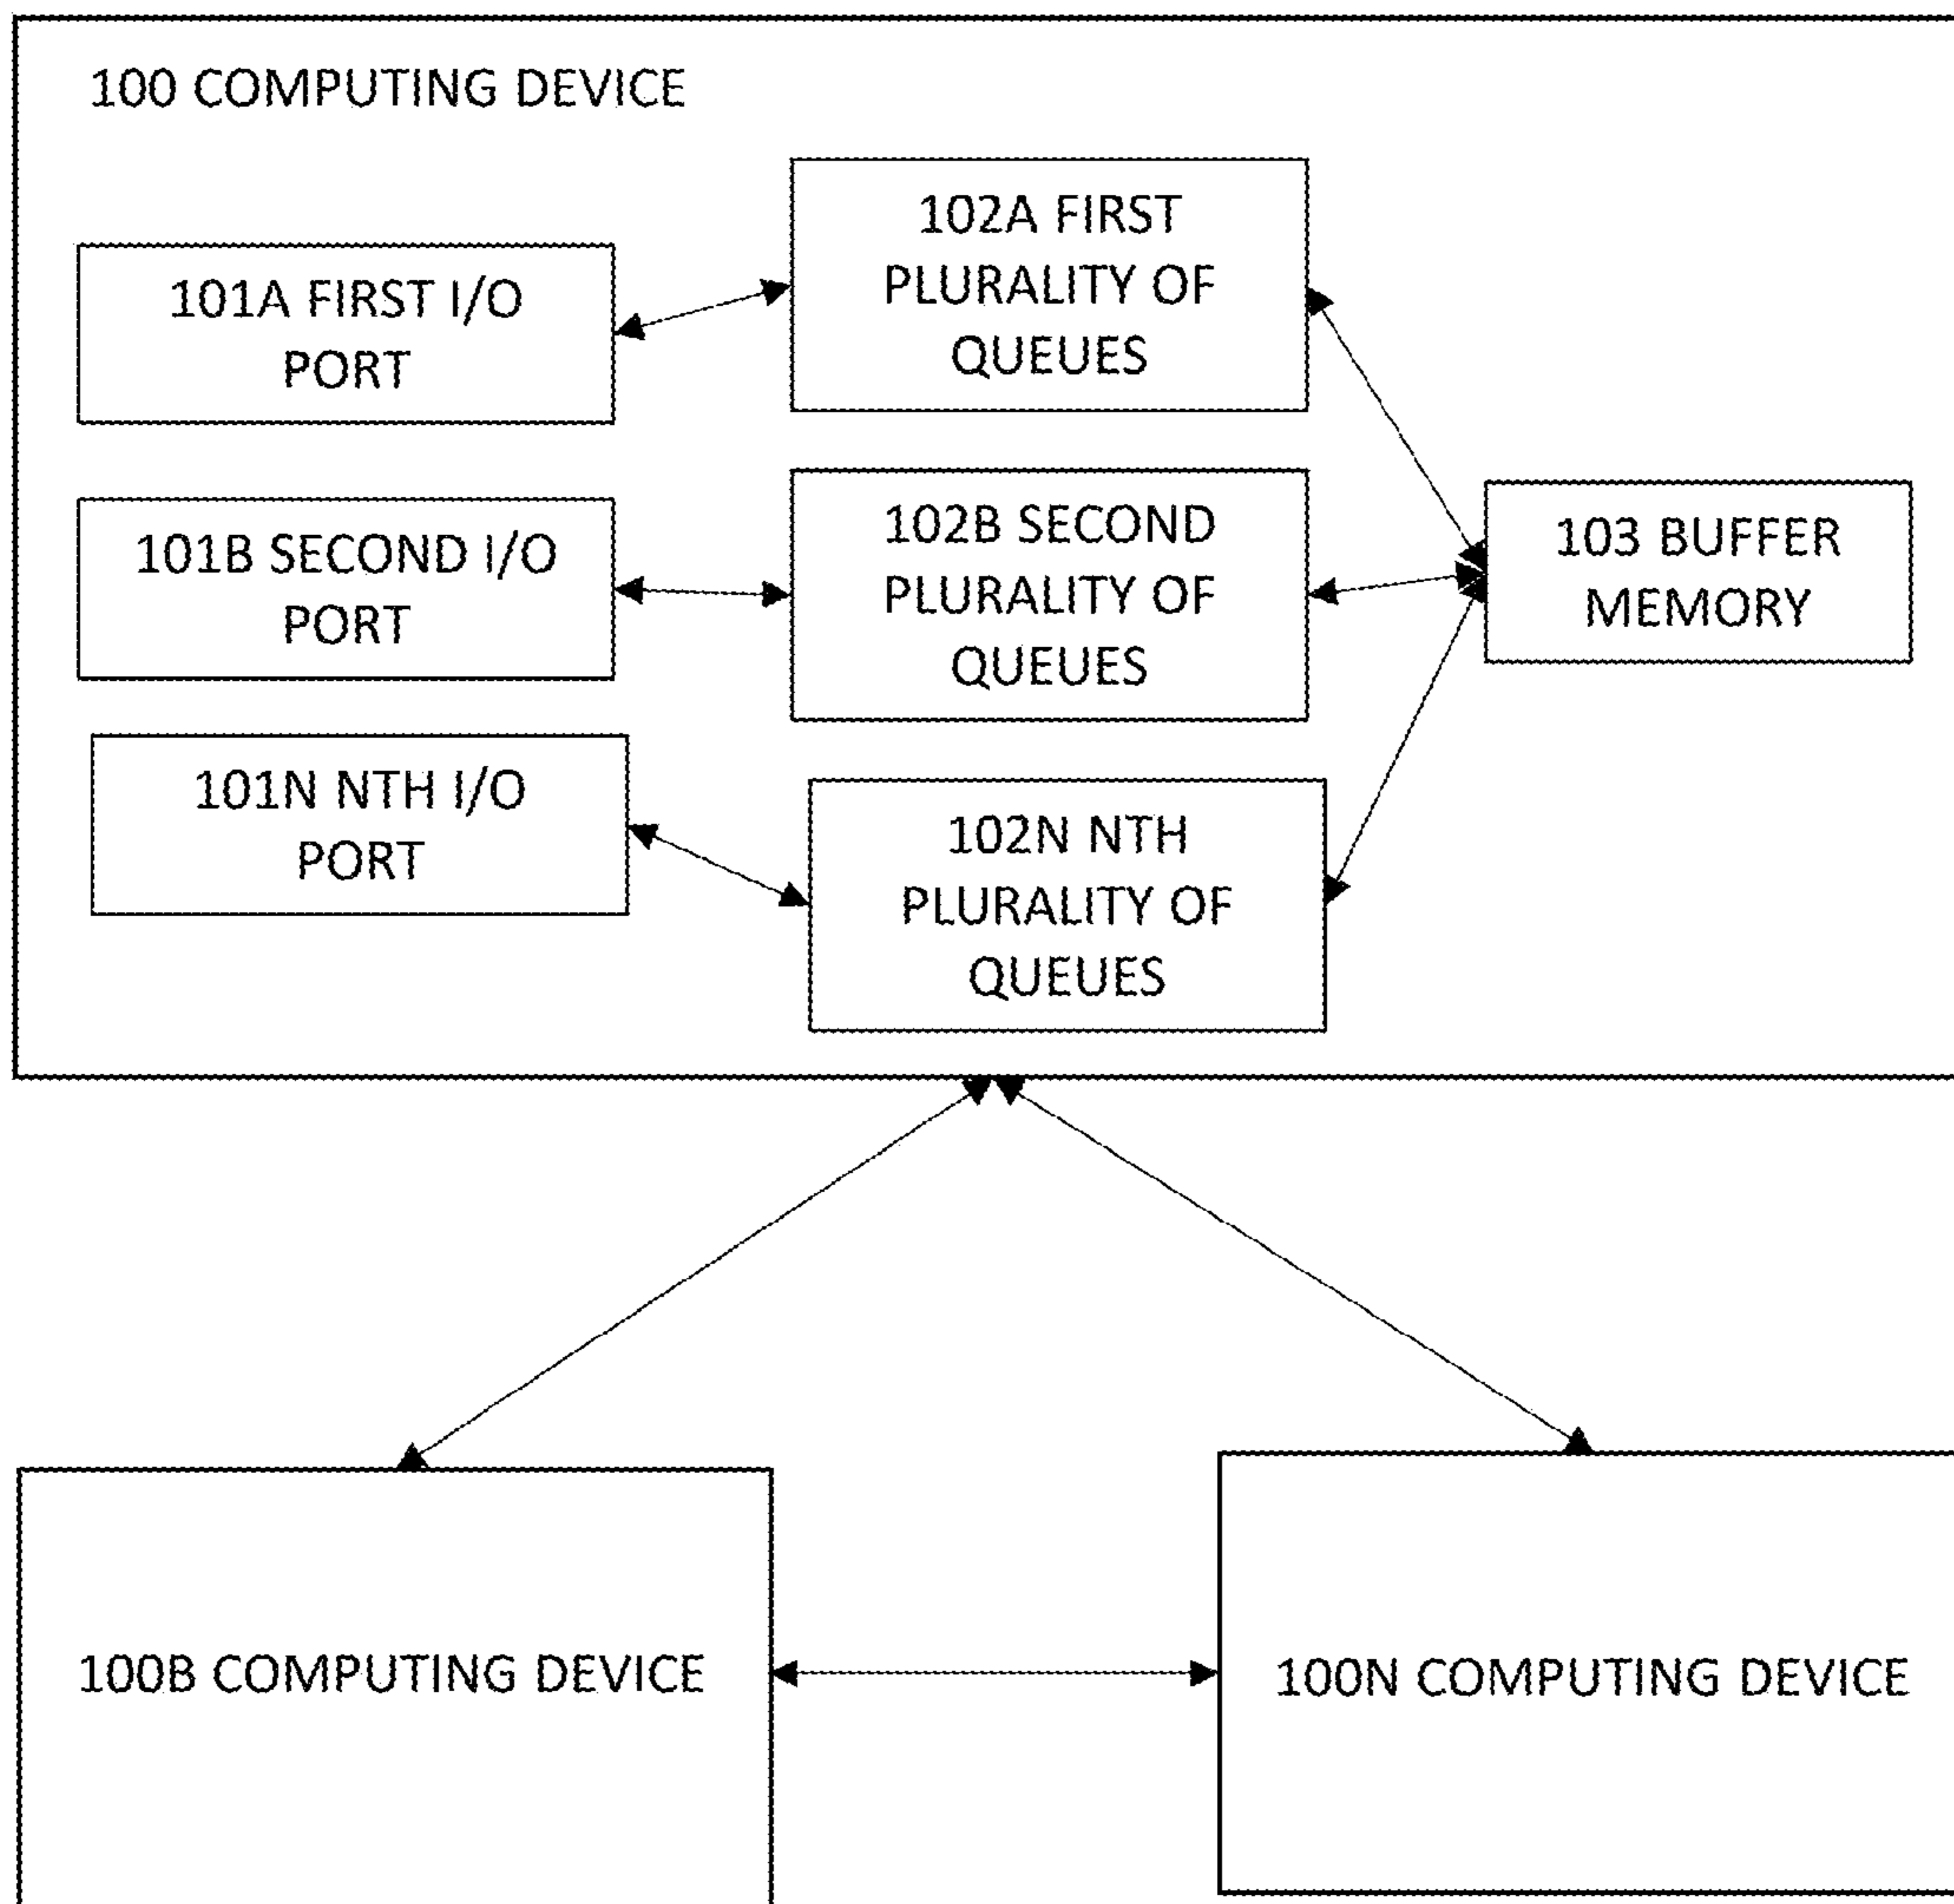 100 COMPUTING DEVICE
101A FIRST I/O
PORT
102A FIRST
PLURALITY OF
QUEUES
101B SECOND I/O
PORT
102B SECOND
PLURALITY OF
QUEUES
103 BUFFER
MEMORY
101N NTH I/O
PORT
102N NTH
PLURALITY OF
QUEUES
100B COMPUTING DEVICE
100N COMPUTING DEVICE